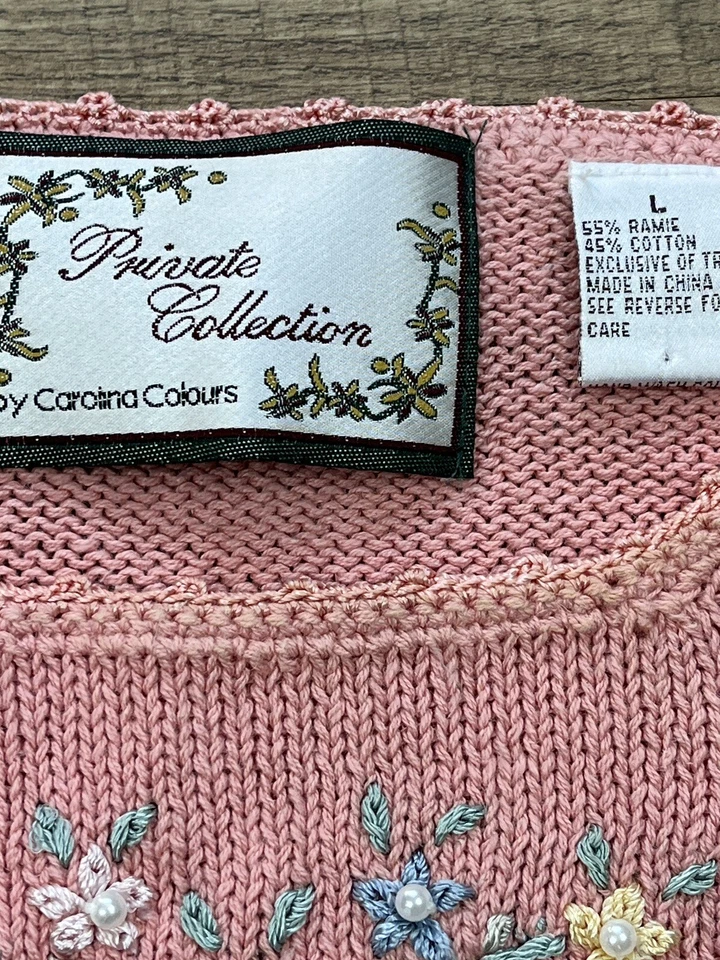 Private
Collection
by Carolina Colours
L
55% RAMIE
45% COTTON
EXCLUSIVE OF TR
MADE IN CHINA
SEE REVERSE FO
CARE